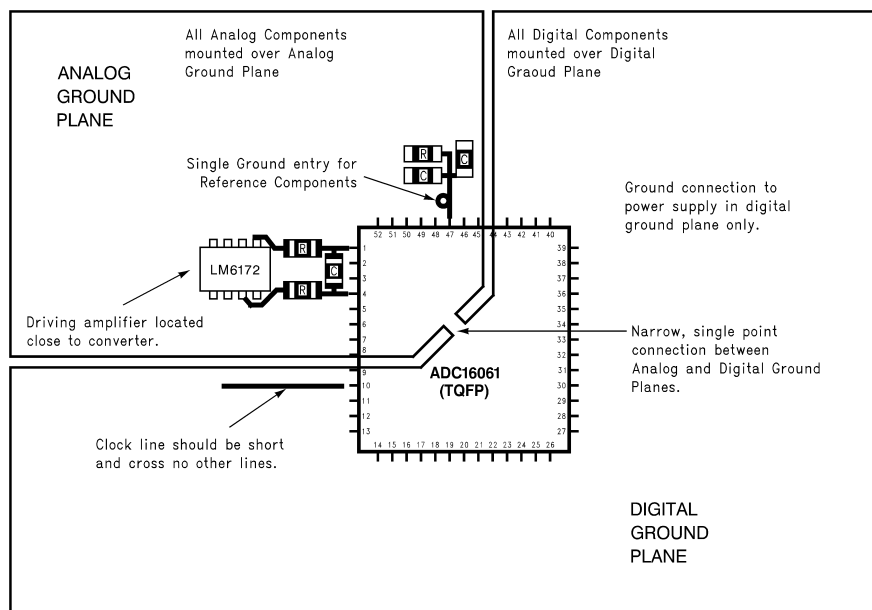 All Analog Components
mounted over Analog
Ground Plane
All Digital Components
mounted over Digital
Graoud Plane
ANALOG
GROUND
PLANE
R
C
C
Single Ground entry for
Reference Components
Ground connection to
power supply in digital
ground plane only.
52 51 50 49 48 47 46 45 44 43 42 41 40
1
2
3
4
5
6
7
8
9
10
11
12
13
39
38
37
36
35
34
33
32
31
30
29
28
27
LM6172
R
C
R
Driving amplifier located
close to converter.
Narrow, single point
connection between
Analog and Digital Ground
Planes.
ADC16061
(TQFP)
Clock line should be short
and cross no other lines.
14 15 16 17 18 19 20 21 22 23 24 25 26
DIGITAL
GROUND
PLANE